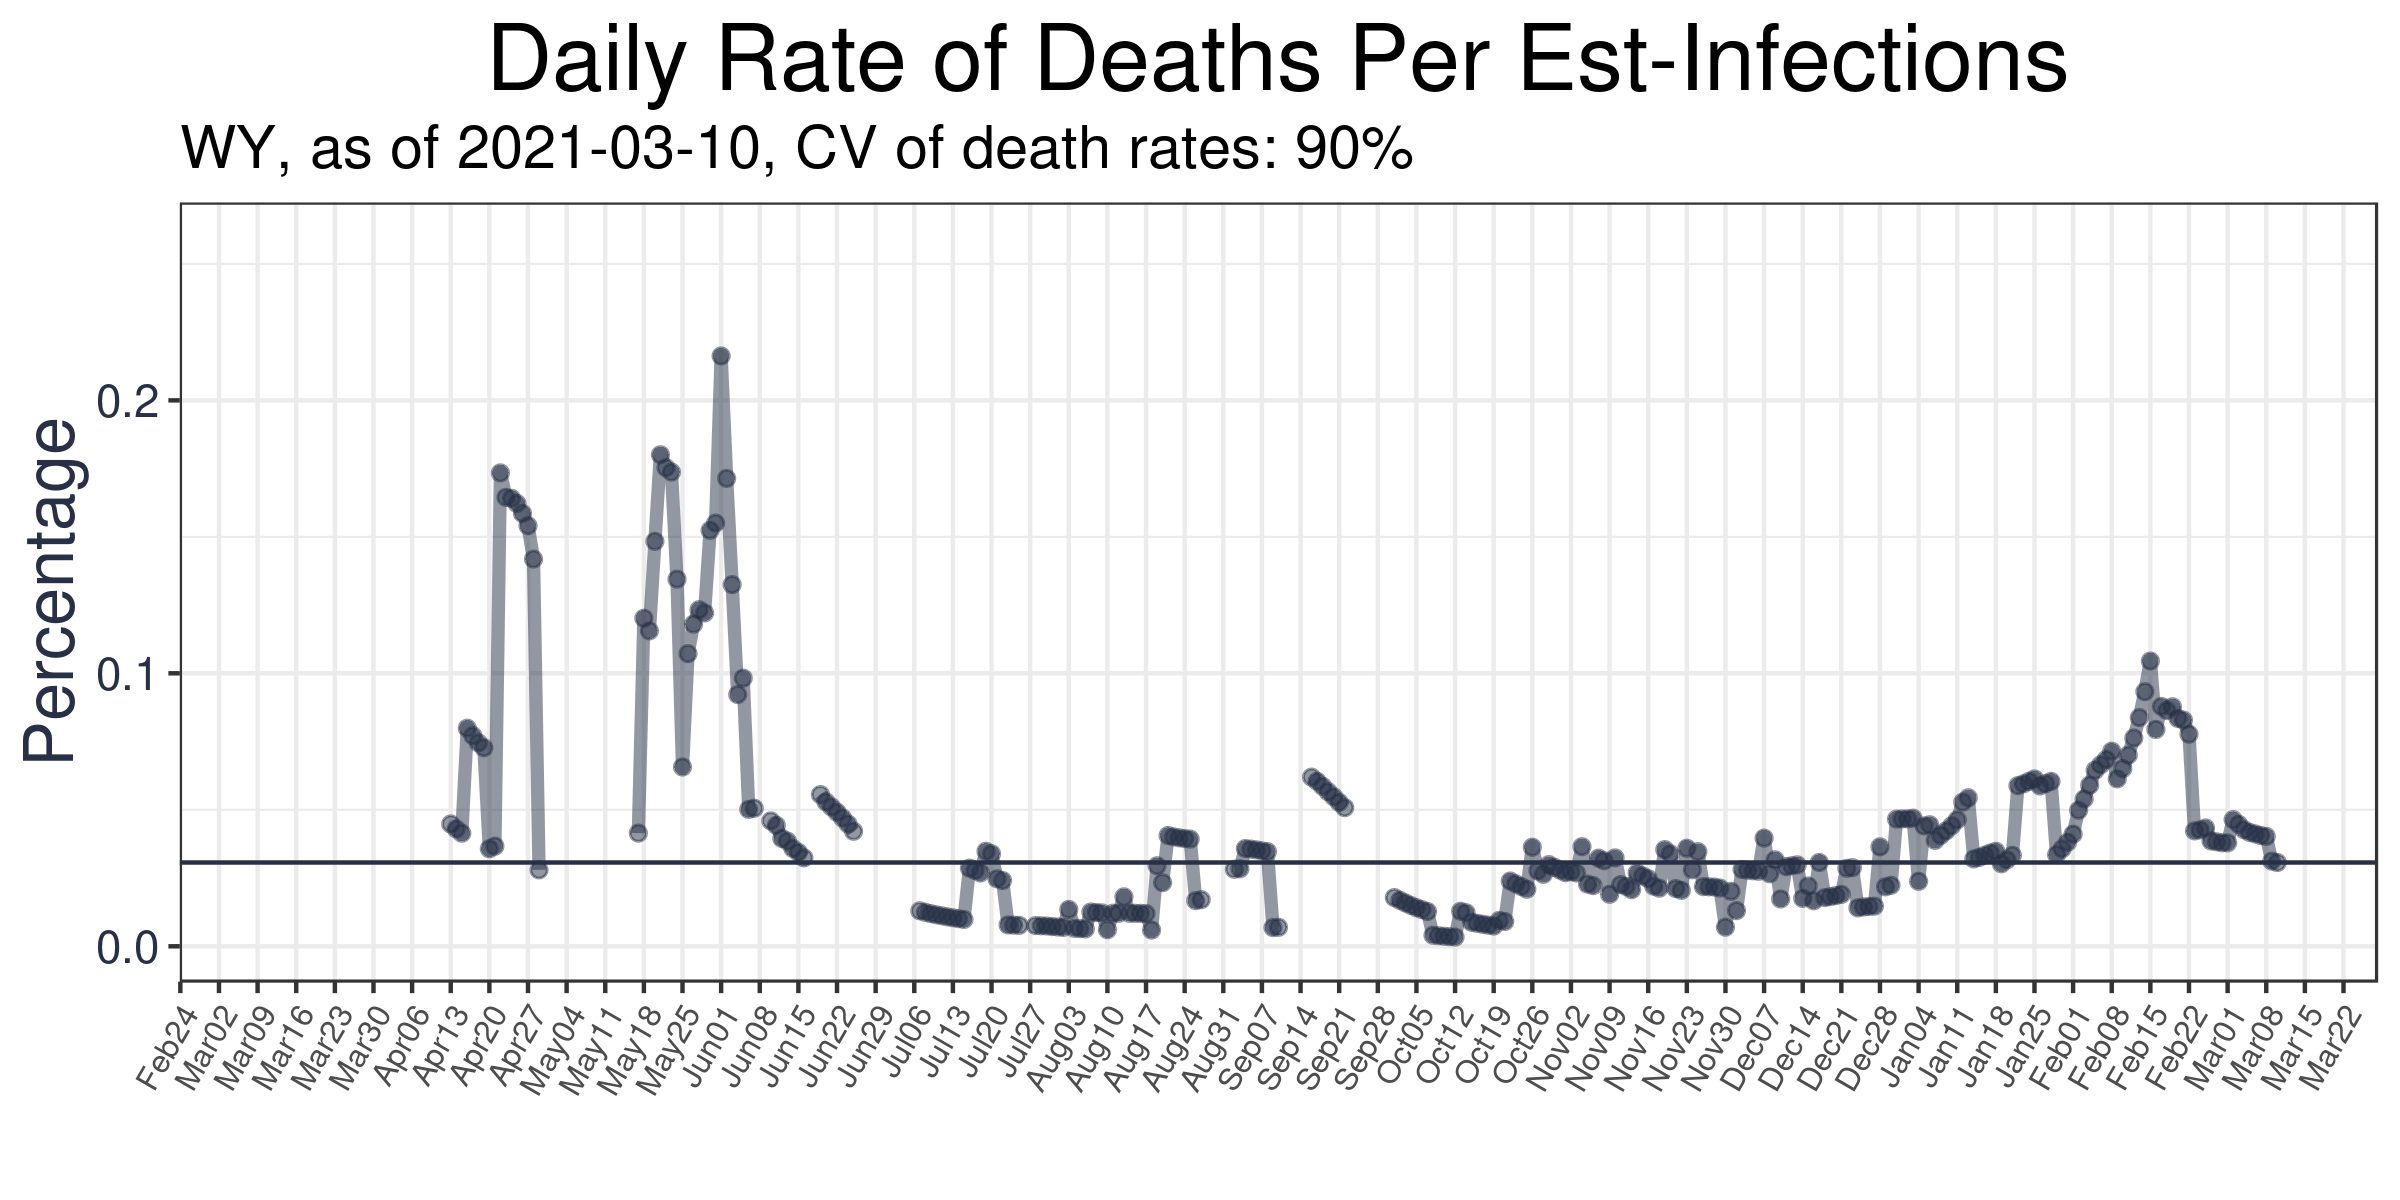 Daily Rate of Deaths Per Est-Infections
WY, as of 2021-03-10, CV of death rates: 90%
Percentage
0.2
0.1
0.0
Feb24 Mar02 Mar09 Mar16 Mar23 Mar30 Apr06 Apr13 Apr20 Apr27 May04 May11 May18 May25 Jun01 Jun08 Jun15 Jun22 Jun29 Jul06 Jul13 Jul20 Jul27 Aug03 Aug10 Aug17 Aug24 Aug31 Sep07 Sep14 Sep21 Sep28 Oct05 Oct12 Oct19 Oct26 Nov02 Nov09 Nov16 Nov23 Nov30 Dec07 Dec14 Dec21 Dec28 Jan04 Jan11 Jan18 Jan25 Feb01 Feb08 Feb15 Feb22 Mar01 Mar08 Mar15 Mar22